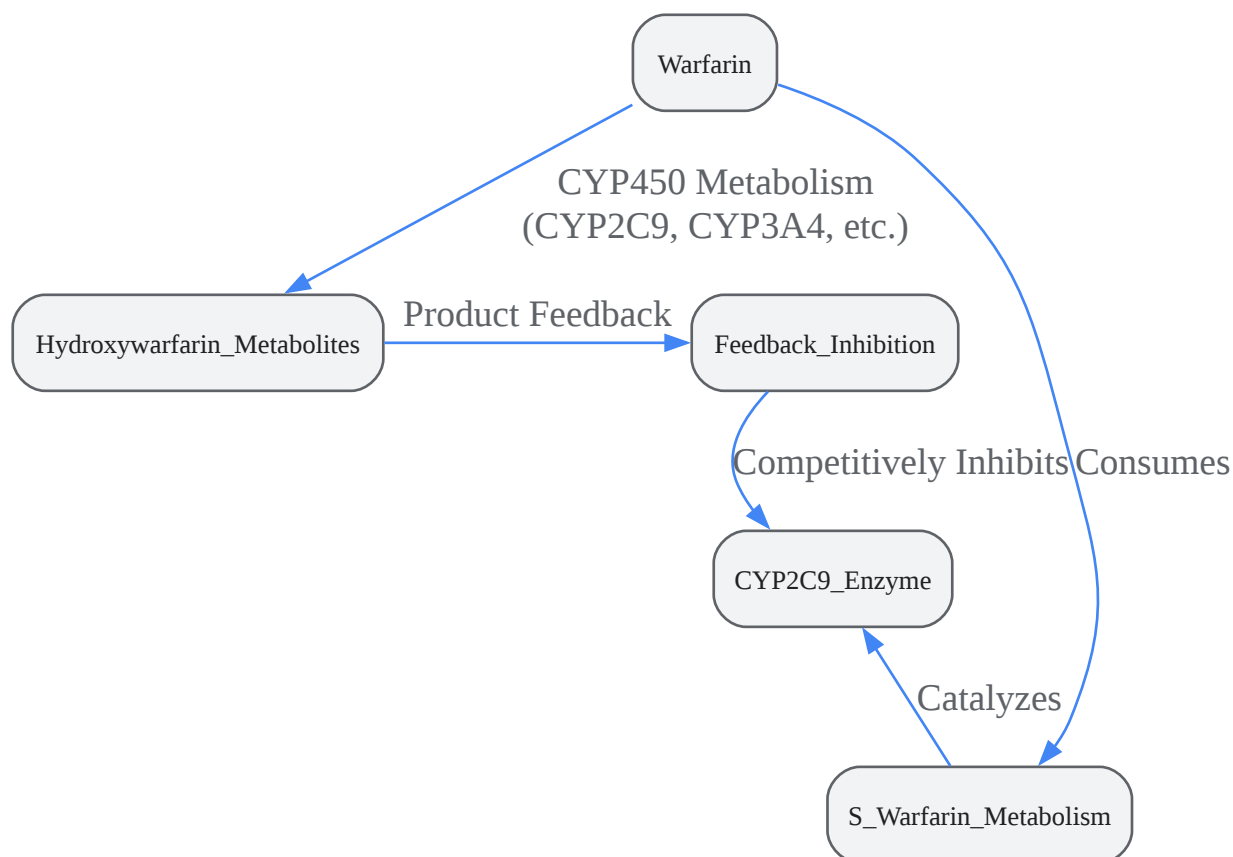 Warfarin
CYP450 Metabolism
(CYP2C9, CYP3A4, etc.)
Hydroxywarfarin_Metabolites
Product Feedback
Feedback_Inhibition
Competitively Inhibits
Consumes
CYP2C9_Enzyme
Catalyzes
S_Warfarin_Metabolism